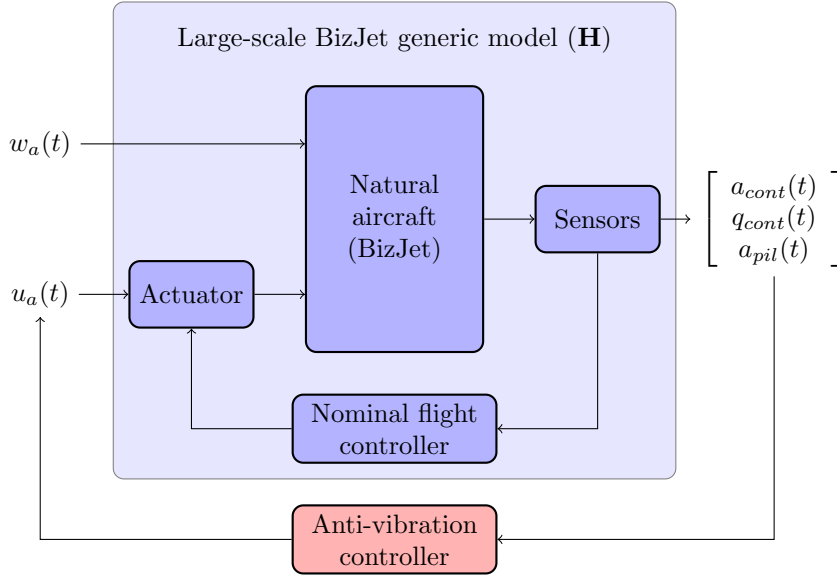 Large-scale BizJet generic model (H)
w_a(t)
Natural
aircraft
(BizJet)
Sensors
a_cont(t)
q_cont(t)
a_pil(t)
u_a(t)
Actuator
Nominal flight
controller
Anti-vibration
controller